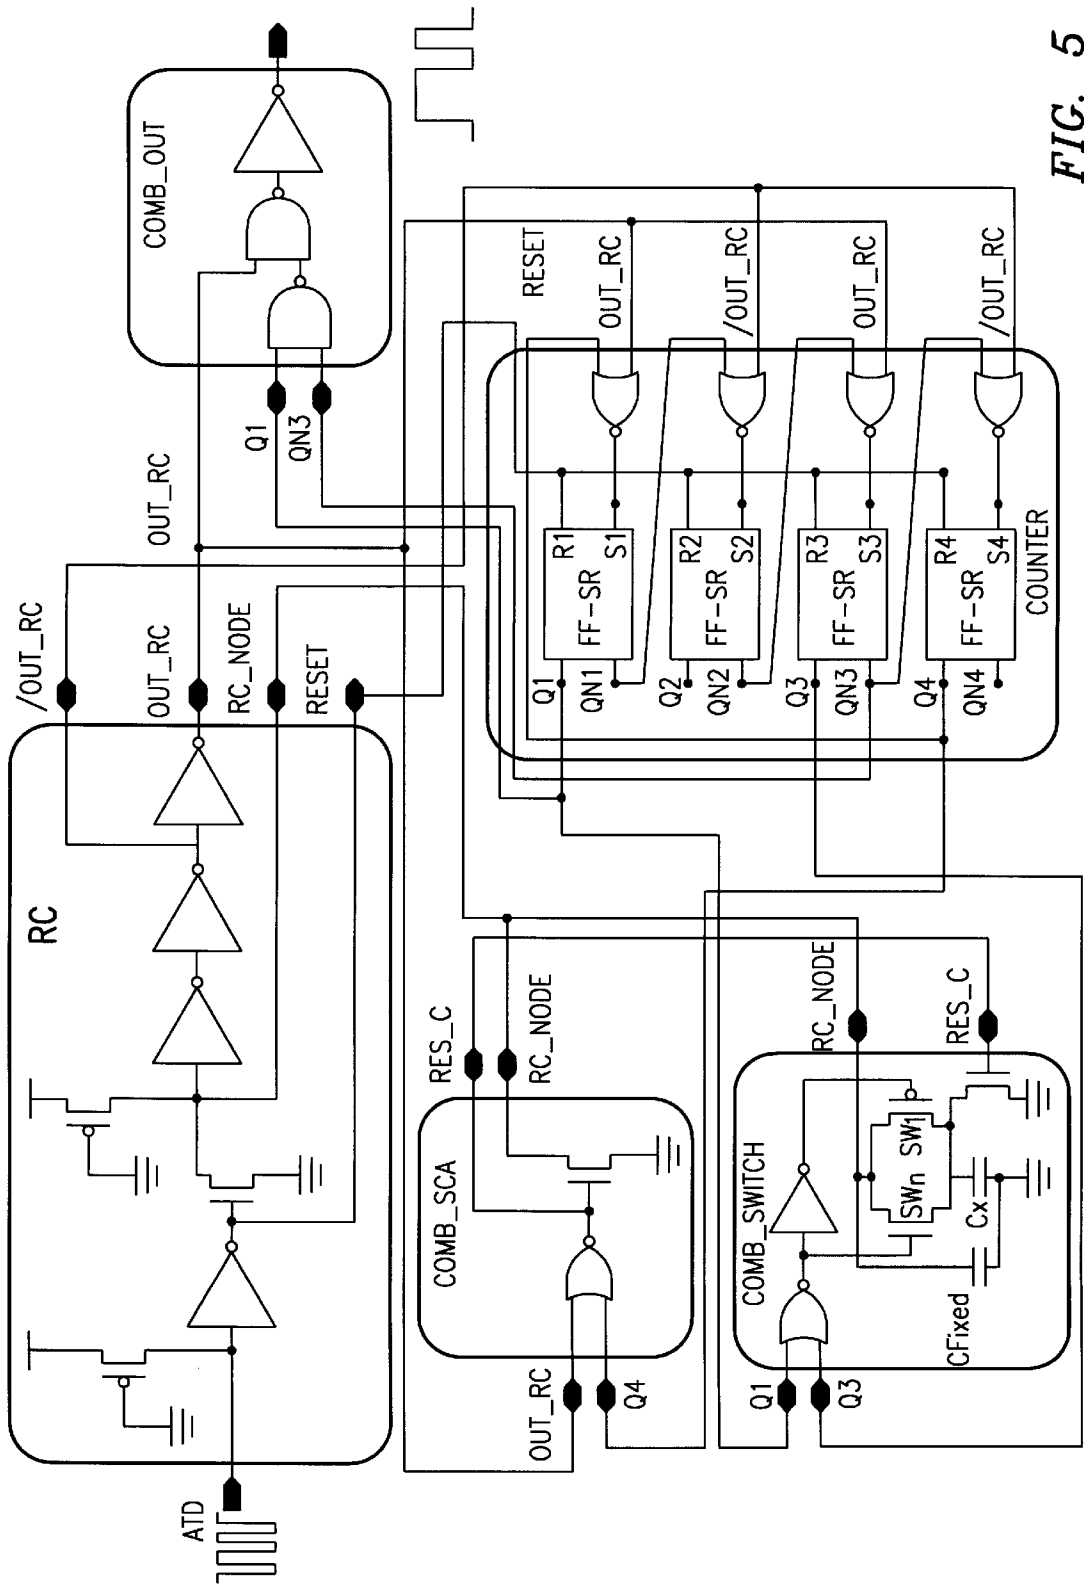 ATD
RC
/OUT_RC
OUT_RC
RC_NODE
RESET
OUT_RC
Q1
QN3
COMB_OUT
OUT_RC
Q4
COMB_SCA
RES_C
RC_NODE
Q1
Q3
COMB_SWITCH
CFixed
Cx
SWn
SW1
RC_NODE
RES_C
Q1
QN1
FF-SR
R1
S1
Q2
QN2
FF-SR
R2
S2
Q3
QN3
FF-SR
R3
S3
Q4
QN4
FF-SR
R4
S4
COUNTER
RESET
OUT_RC
/OUT_RC
OUT_RC
/OUT_RC
FIG. 5